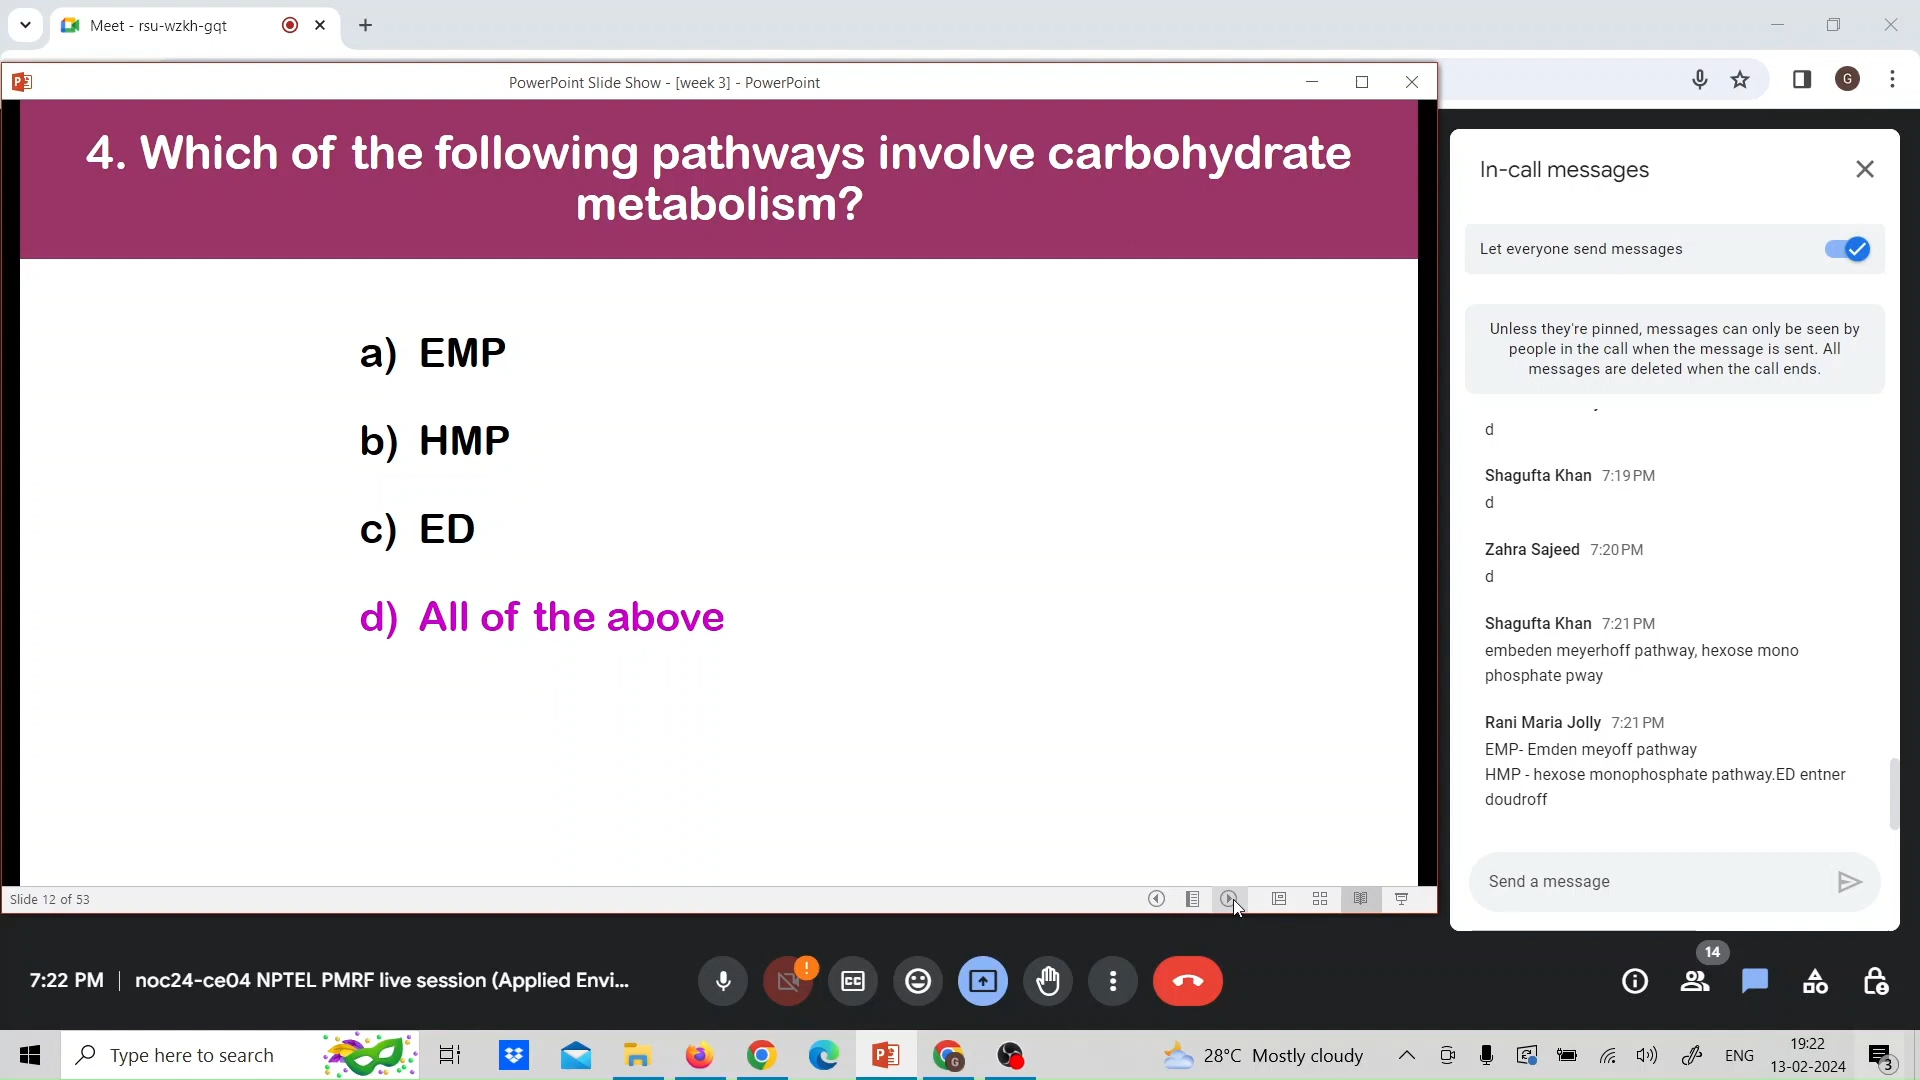 Meet - rsu-wzkh-gqt
PowerPoint Slide Show - [week 3] - PowerPoint
G
4. Which of the following pathways involve carbohydrate
metabolism?
a) EMP
b) HMP
c) ED
d) All of the above
Slide 12 of 53
In-call messages
Let everyone send messages
Unless they're pinned, messages can only be seen by
people in the call when the message is sent. All
messages are deleted when the call ends.
d
Shagufta Khan 7:19 PM
d
Zahra Sajeed 7:20 PM
d
Shagufta Khan 7:21 PM
embeden meyerhoff pathway, hexose mono
phosphate pway
Rani Maria Jolly 7:21 PM
EMP- Emden meyoff pathway
HMP - hexose monophosphate pathway.ED entner
doudroff
Send a message
7:22 PM | noc24-ce04 NPTEL PMRF live session (Applied Envi...
14
Type here to search
28°C Mostly cloudy
ENG
19:22
13-02-2024
3